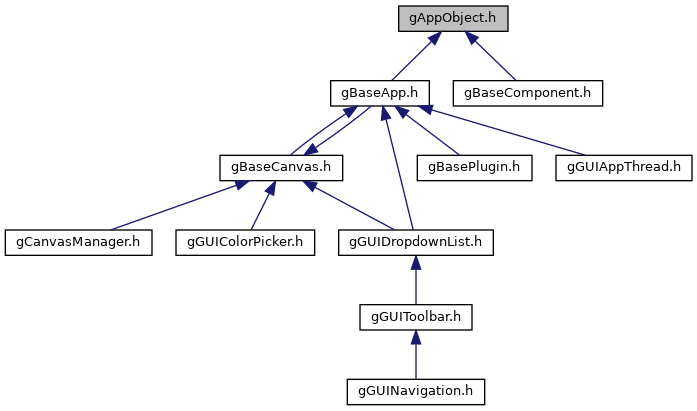 gAppObject.h
gBaseApp.h
gBaseComponent.h
gBaseCanvas.h
gBasePlugin.h
gGUIAppThread.h
gCanvasManager.h
gGUIColorPicker.h
gGUIDropdownList.h
gGUIToolbar.h
gGUINavigation.h